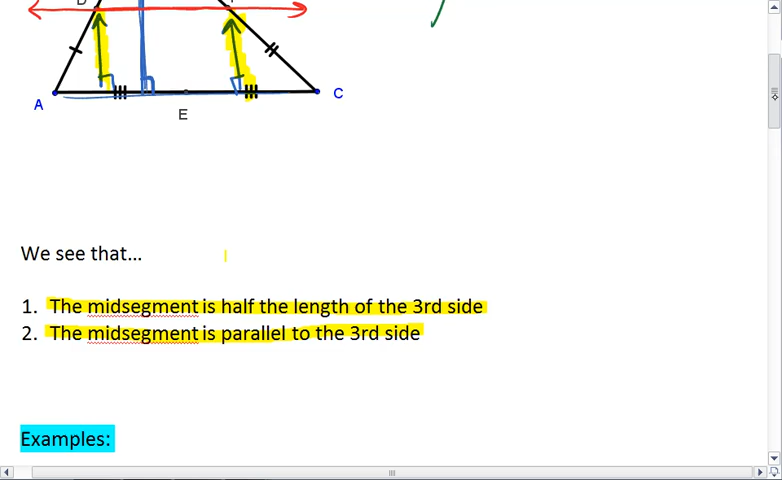 A
C
E
We see that...
1. The midsegment is half the length of the 3rd side
2. The midsegment is parallel to the 3rd side
Examples: